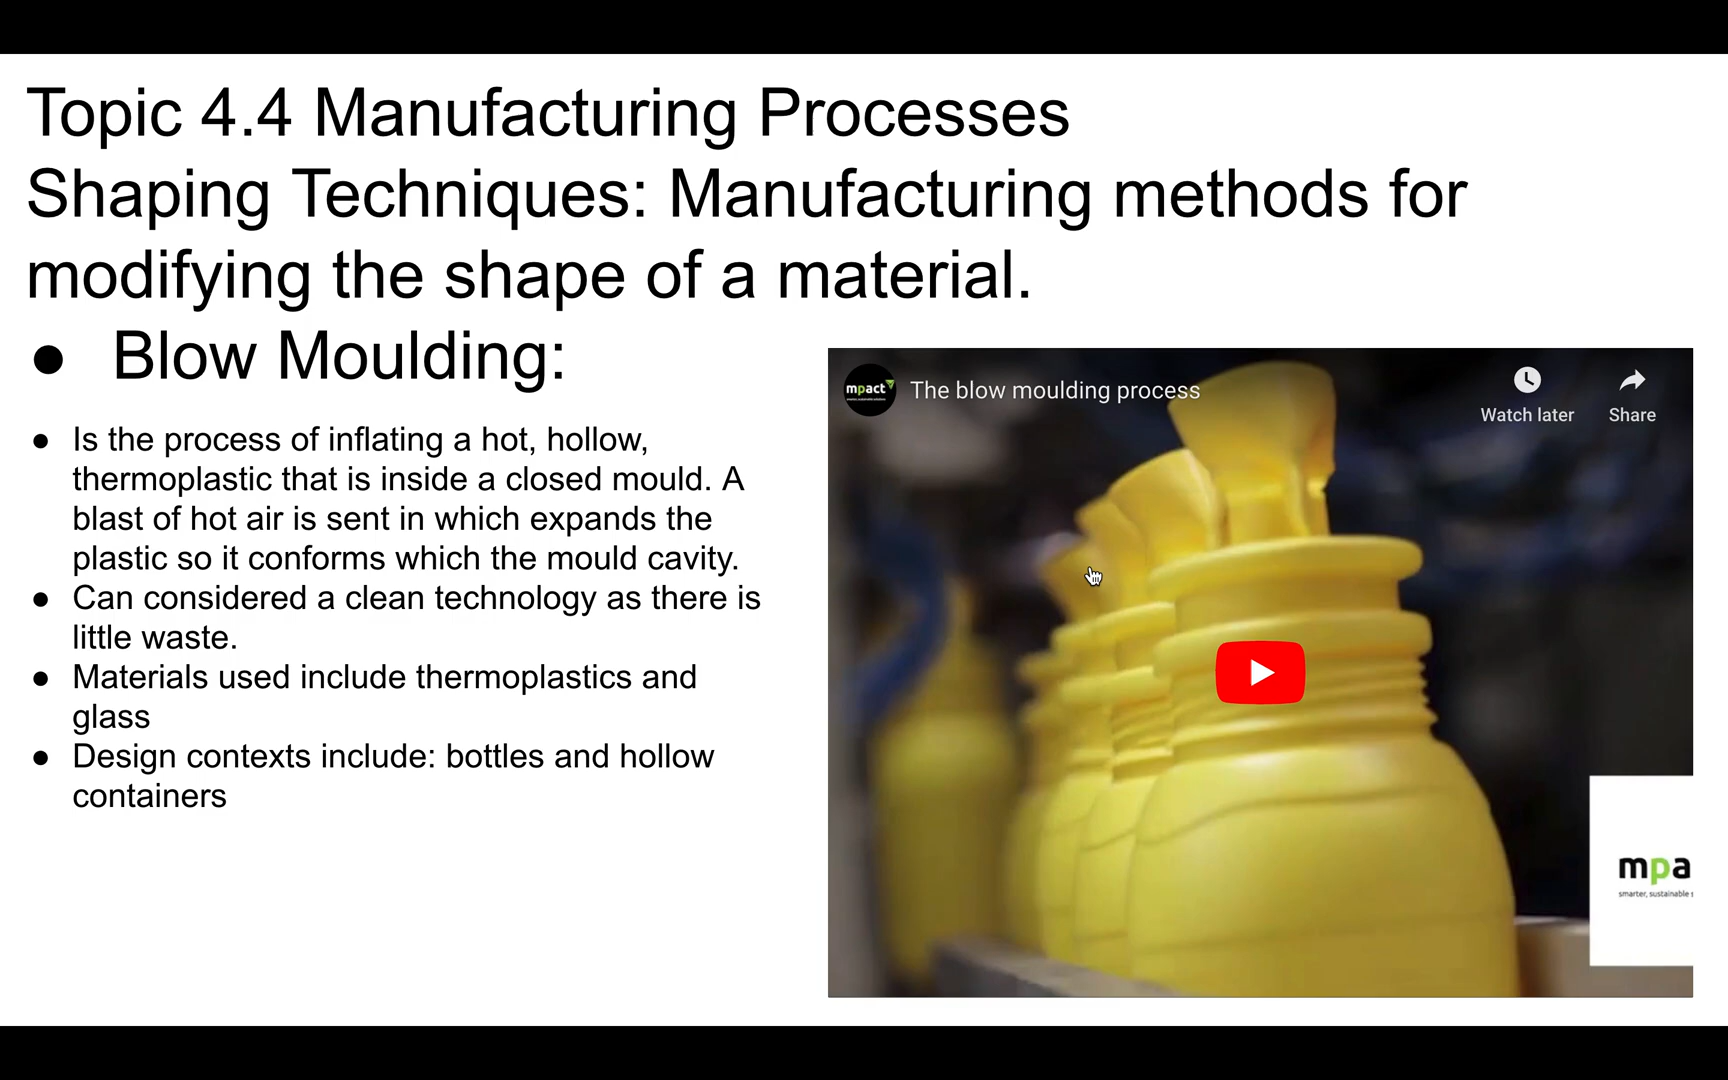 Topic 4.4 Manufacturing Processes
Shaping Techniques: Manufacturing methods for
modifying the shape of a material.
● Blow Moulding:
● Is the process of inflating a hot, hollow,
thermoplastic that is inside a closed mould. A
blast of hot air is sent in which expands the
plastic so it conforms which the mould cavity.
● Can considered a clean technology as there is
little waste.
● Materials used include thermoplastics and
glass
● Design contexts include: bottles and hollow
containers
mpact
The blow moulding process
Watch later
Share
mpa
smarter, sustainable s